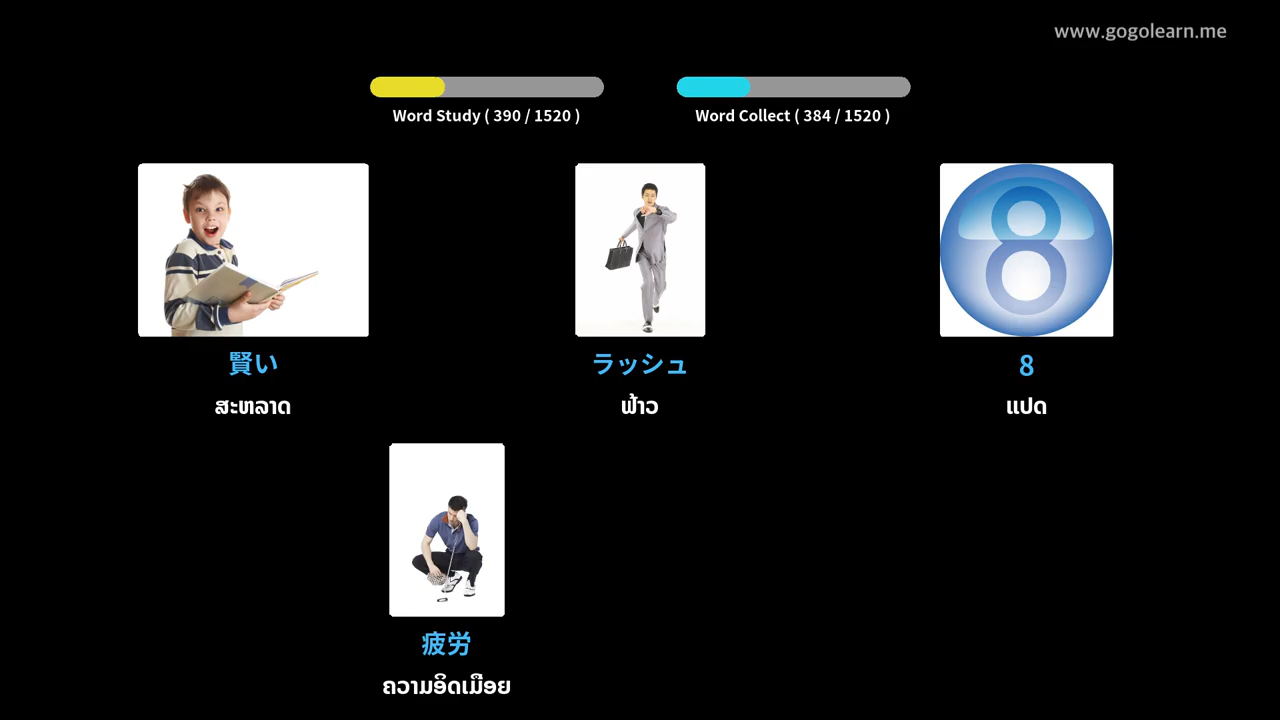 www.gogolearn.me
Word Study ( 390 / 1520 )
Word Collect ( 384 / 1520 )
8
賢い
ラッシュ
8
ສະຫລາດ
ຟ້າວ
ແປດ
疲労
ຄວາມອິດເມື່ອຍ